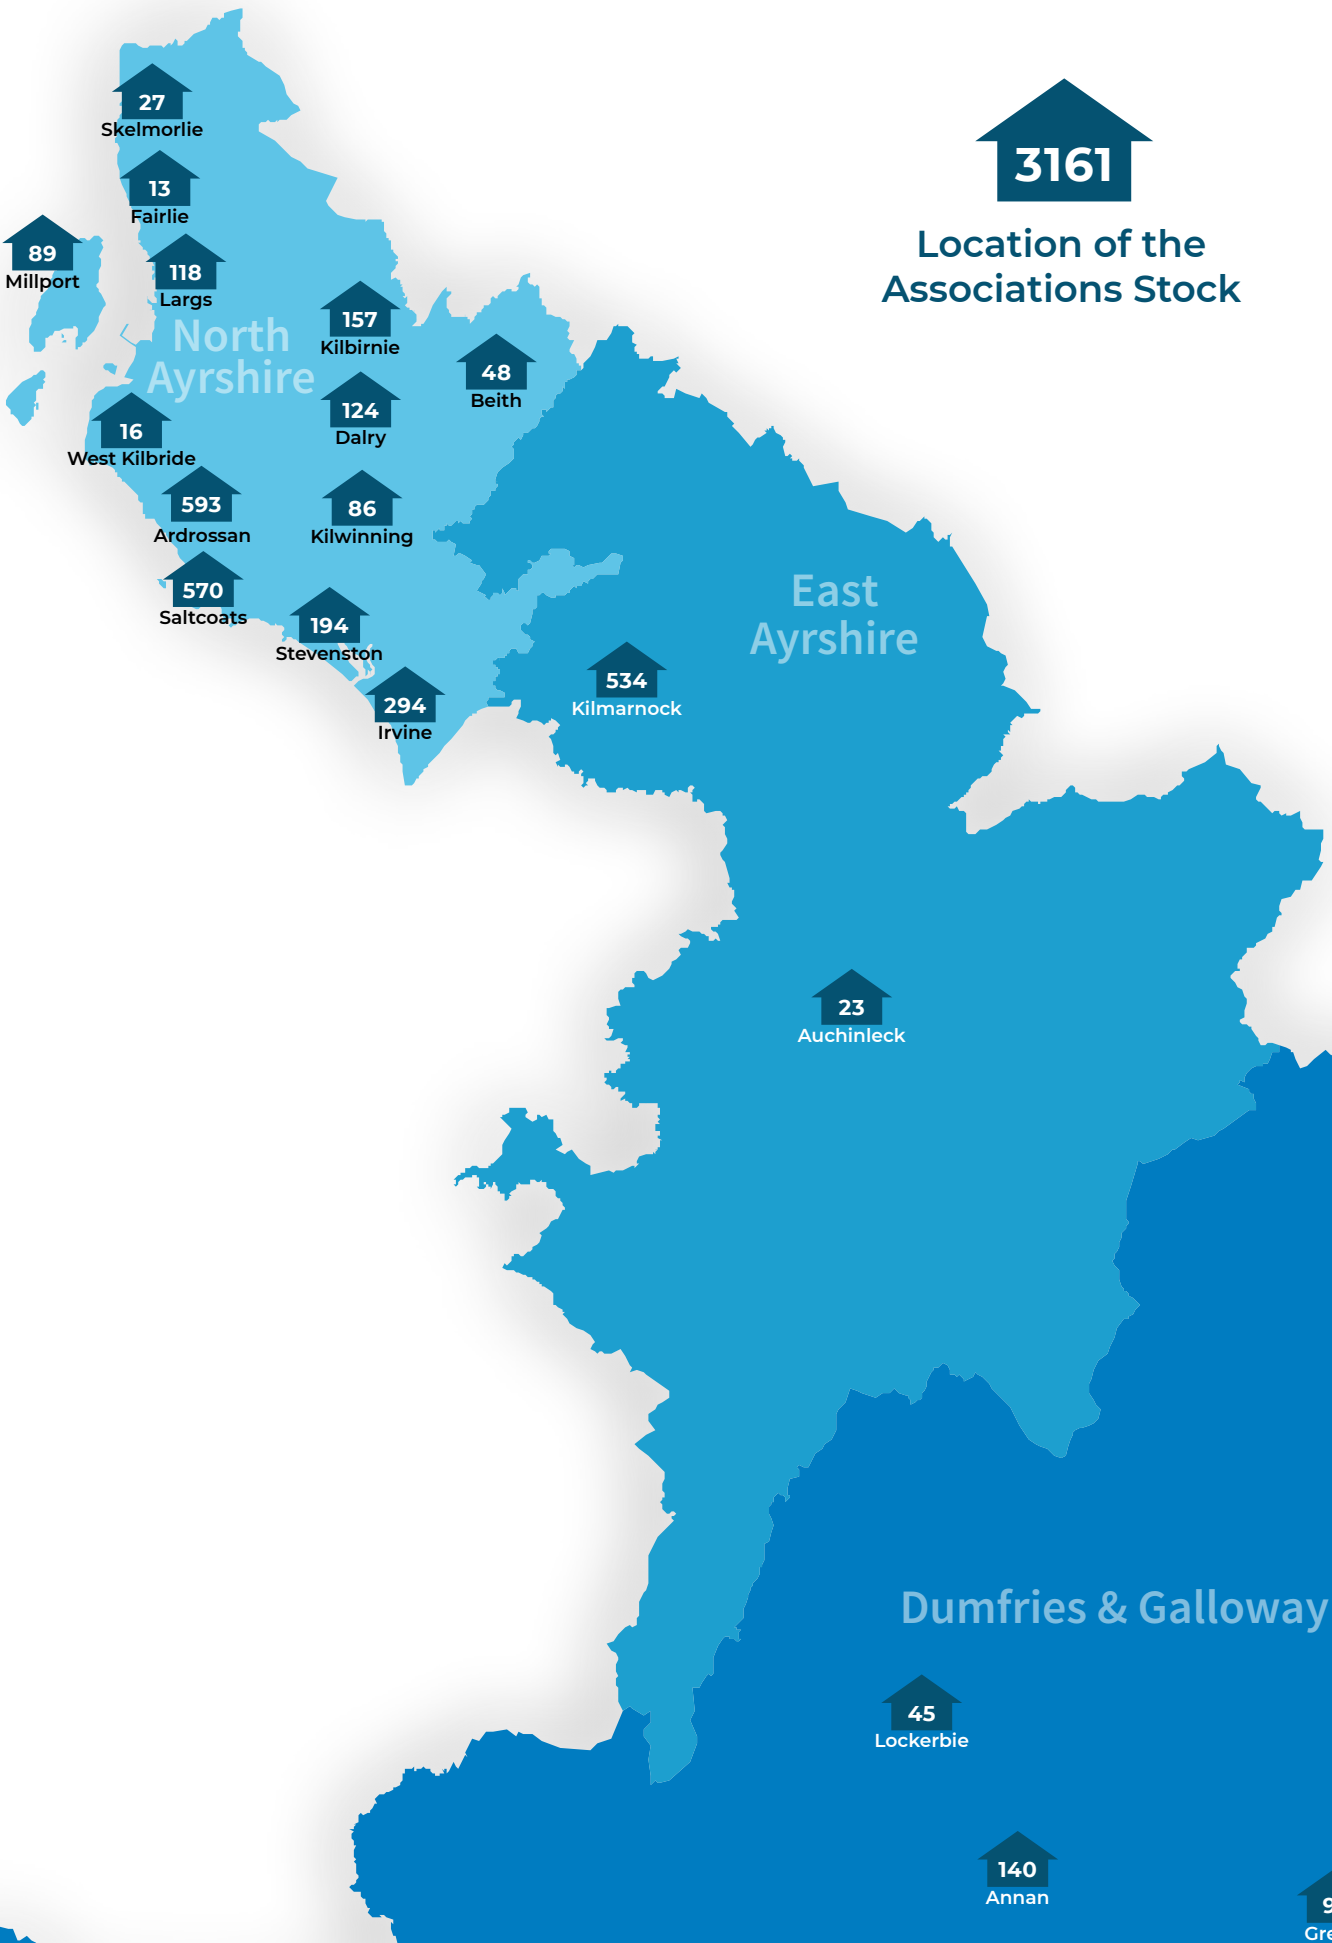 27
Skelmorlie
3161
Location of the
Associations Stock
13
Fairlie
89
Millport
118
Largs
North
Ayrshire
157
Kilbirnie
48
Beith
124
Dalry
16
West Kilbride
593
Ardrossan
86
Kilwinning
570
Saltcoats
194
Stevenston
East
Ayrshire
534
Kilmarnock
294
Irvine
23
Auchinleck
Dumfries & Galloway
45
Lockerbie
140
Annan